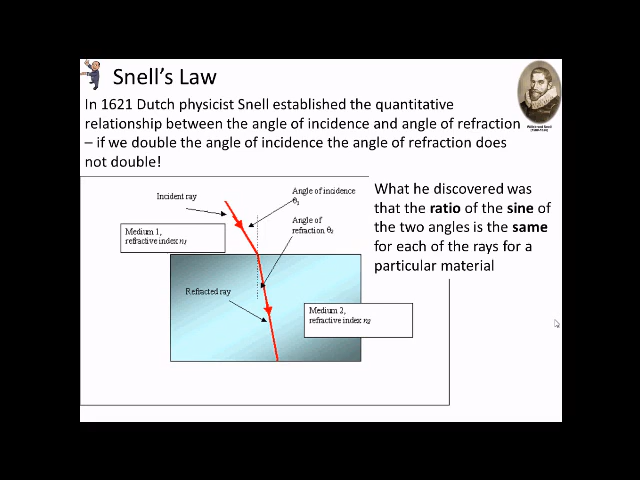 Snell's Law
In 1621 Dutch physicist Snell established the quantitative
relationship between the angle of incidence and angle of refraction
– if we double the angle of incidence the angle of refraction does
not double!
Incident ray
Angle of incidence
θ₁
Angle of
refraction θ₂
Medium 1,
refractive index n₁
Refracted ray
Medium 2,
refractive index n₂
What he discovered was
that the ratio of the sine of
the two angles is the same
for each of the rays for a
particular material